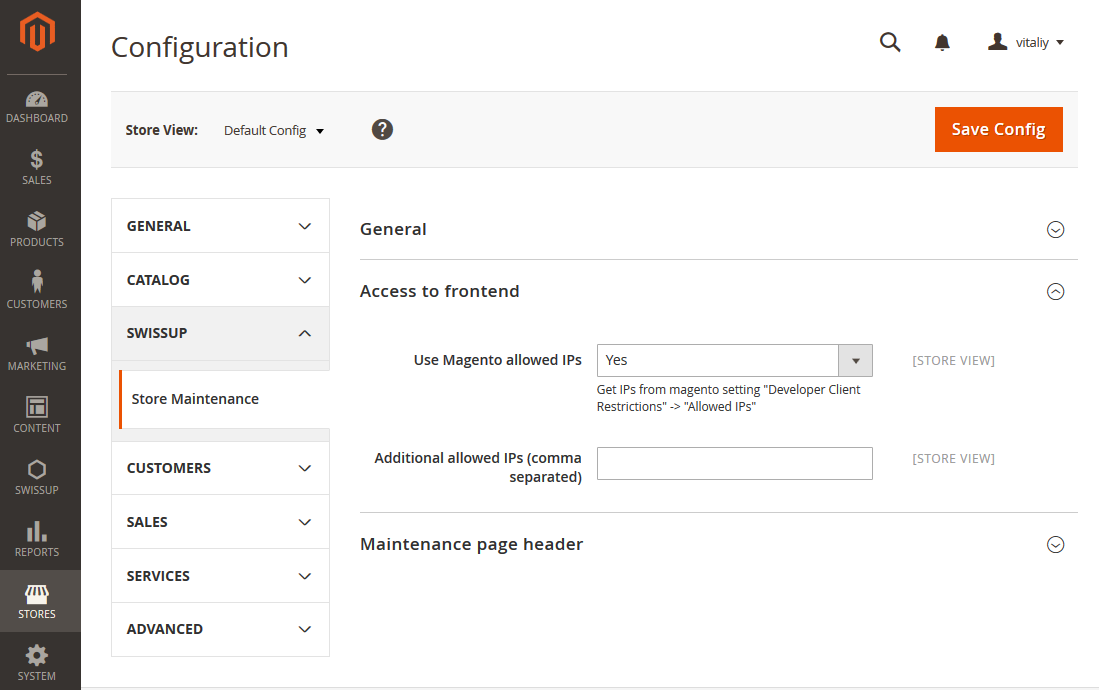 Configuration
vitaliy
DASHBOARD
SALES
PRODUCTS
CUSTOMERS
MARKETING
CONTENT
SWISSUP
REPORTS
STORES
SYSTEM
Store View:
Default Config
?
Save Config
GENERAL
CATALOG
SWISSUP
Store Maintenance
CUSTOMERS
SALES
SERVICES
ADVANCED
General
Access to frontend
Use Magento allowed IPs
Yes
[STORE VIEW]
Get IPs from magento setting "Developer Client
Restrictions" -> "Allowed IPs"
Additional allowed IPs (comma
separated)
[STORE VIEW]
Maintenance page header